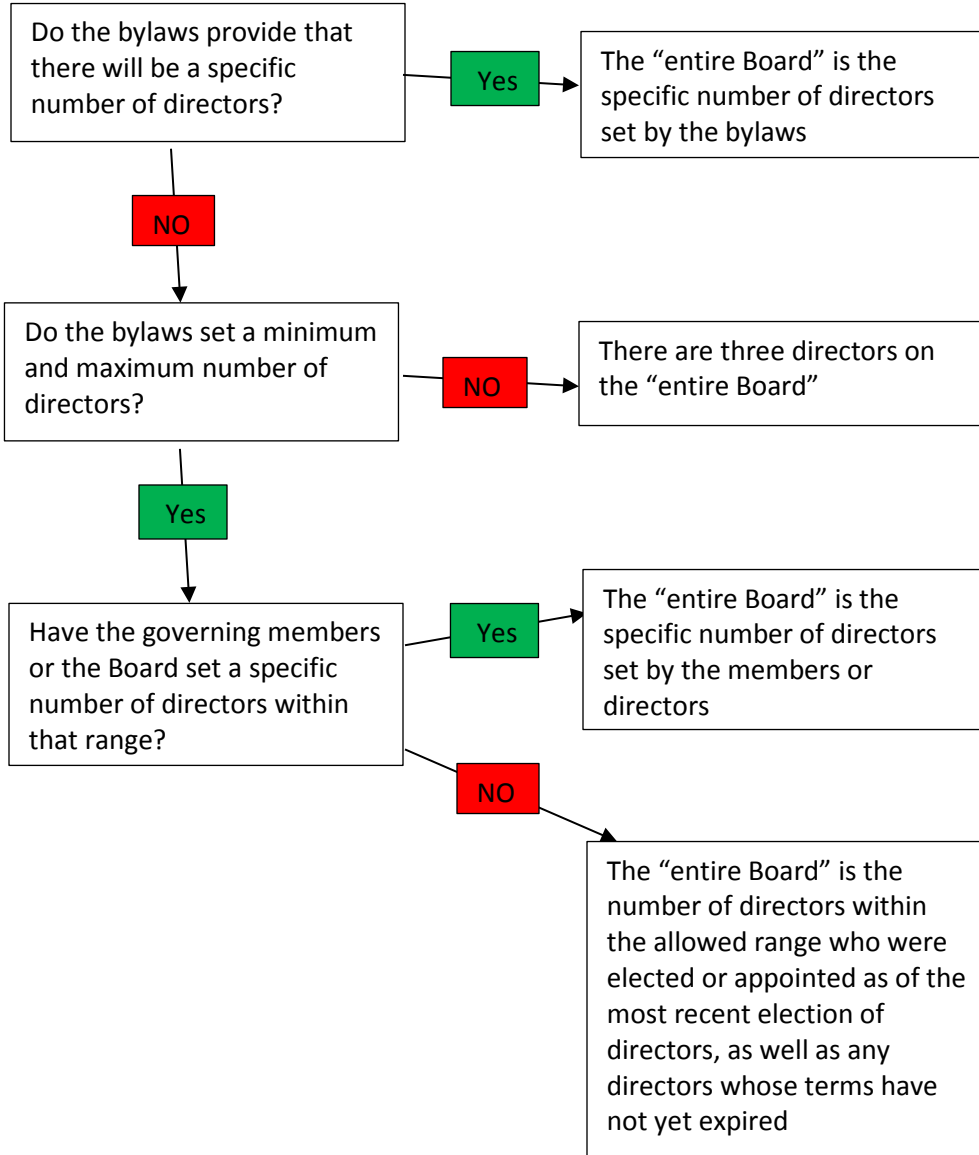 Do the bylaws provide that
there will be a specific
number of directors?
Yes
The “entire Board” is the
specific number of directors
set by the bylaws
NO
Do the bylaws set a minimum
and maximum number of
directors?
NO
There are three directors on
the “entire Board”
Yes
Have the governing members
or the Board set a specific
number of directors within
that range?
Yes
The “entire Board” is the
specific number of directors
set by the members or
directors
NO
The “entire Board” is the
number of directors within
the allowed range who were
elected or appointed as of the
most recent election of
directors, as well as any
directors whose terms have
not yet expired